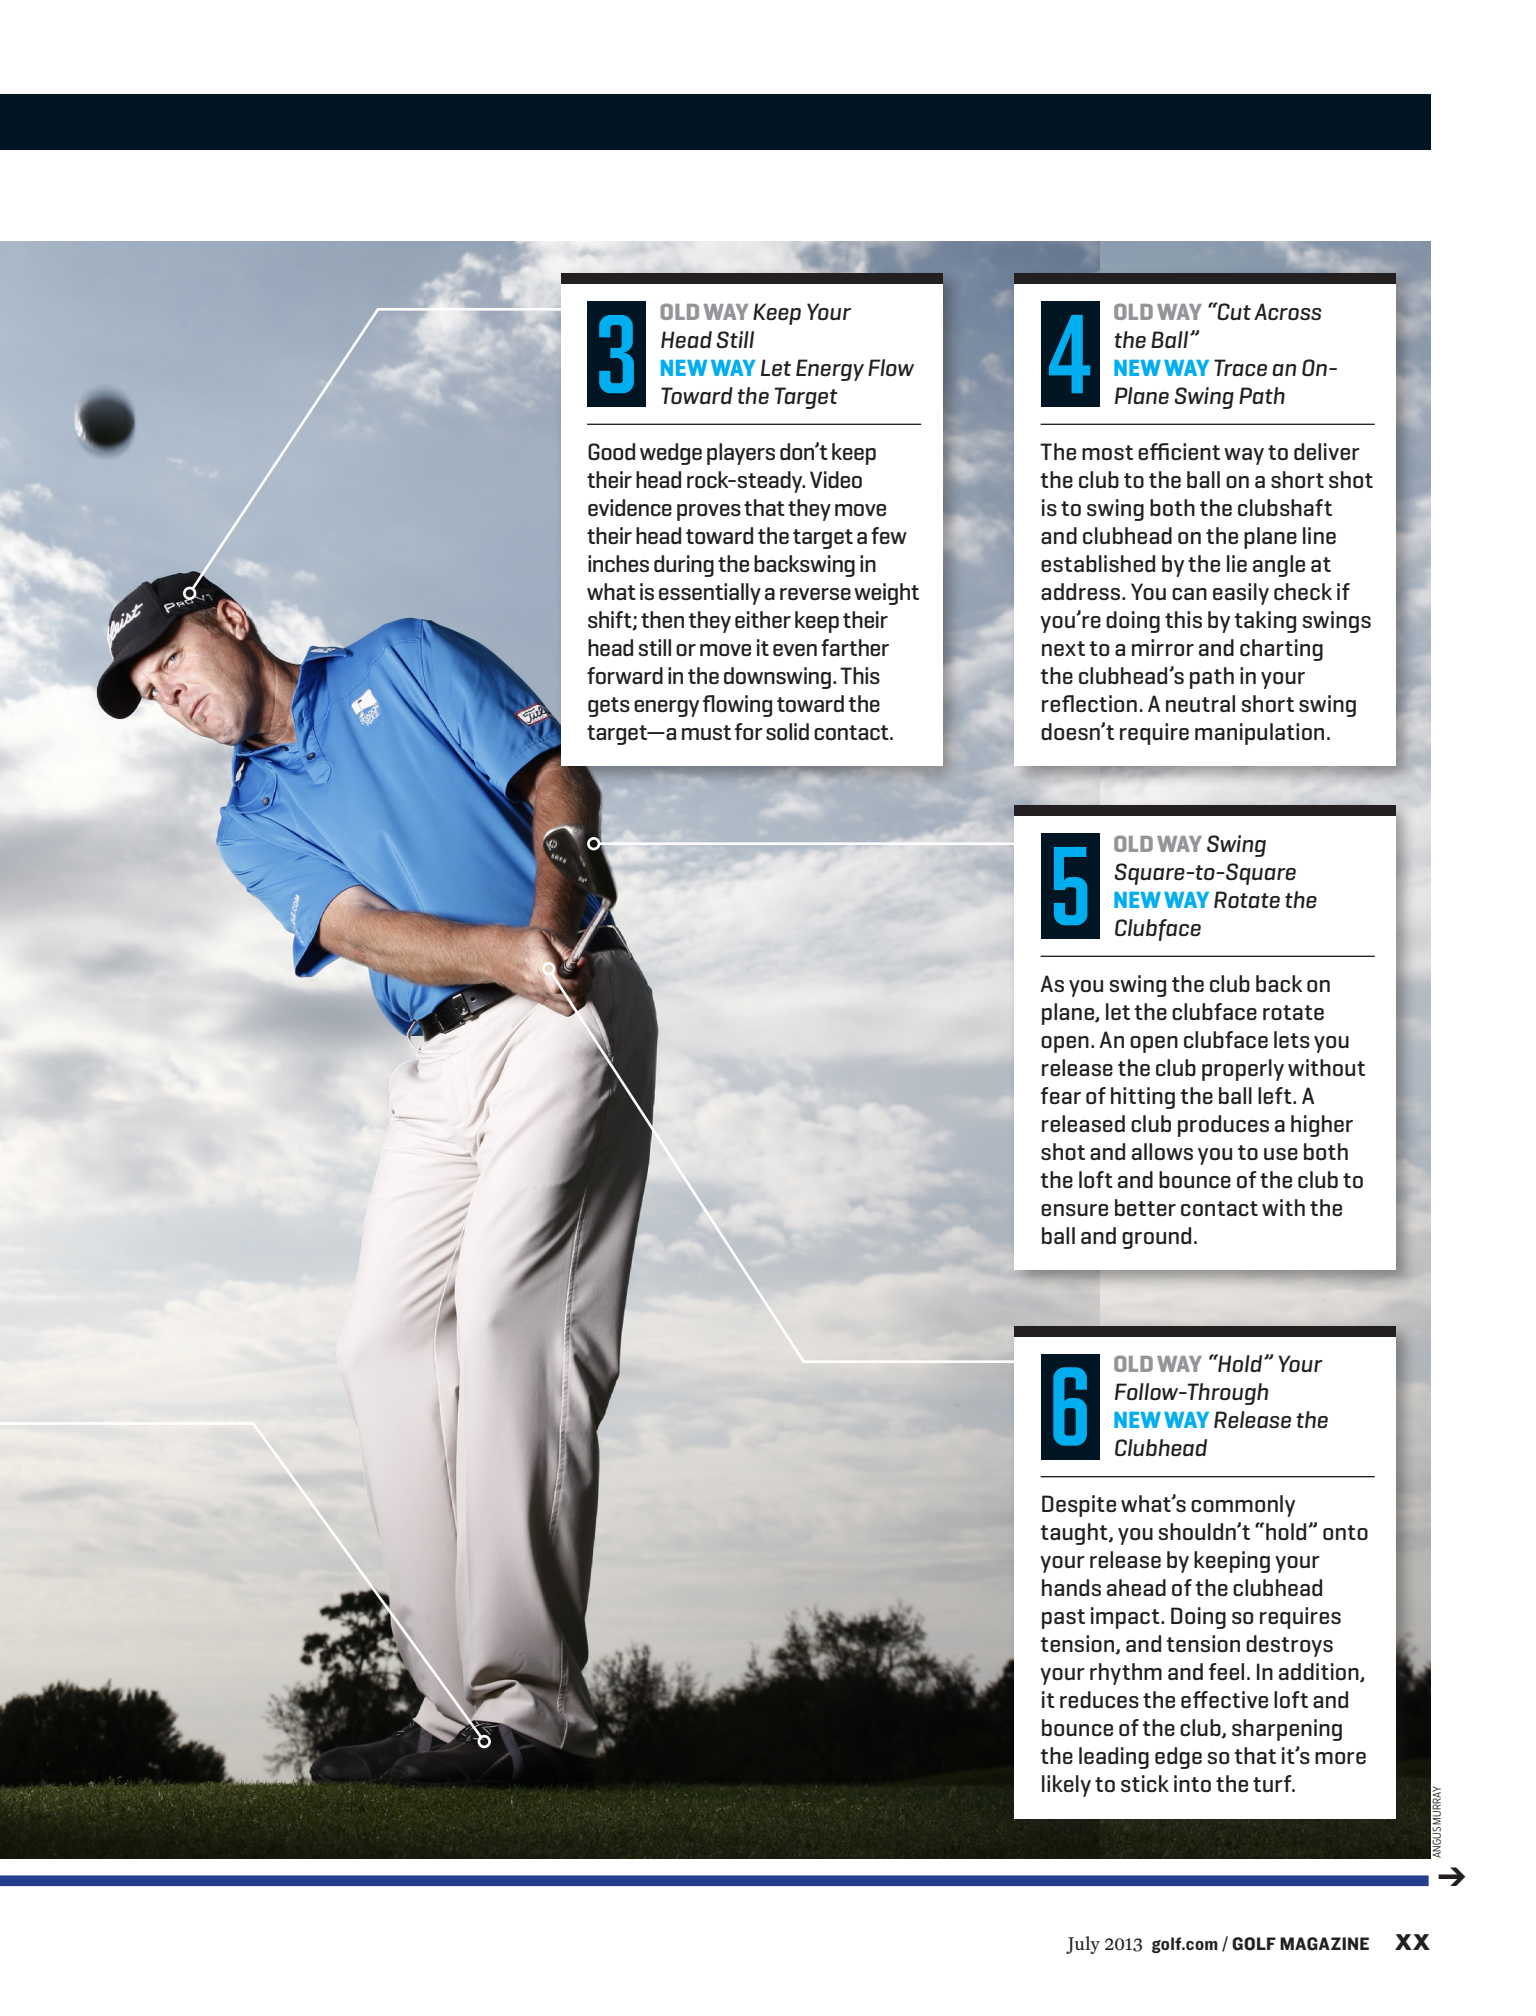 3
OLD WAY Keep Your
Head Still
NEW WAY Let Energy Flow
Toward the Target
Good wedge players don’t keep
their head rock-steady. Video
evidence proves that they move
their head toward the target a few
inches during the backswing in
what is essentially a reverse weight
shift; then they either keep their
head still or move it even farther
forward in the downswing. This
gets energy flowing toward the
target—a must for solid contact.
4
OLD WAY “Cut Across
the Ball”
NEW WAY Trace an On-
Plane Swing Path
The most efficient way to deliver
the club to the ball on a short shot
is to swing both the clubshaft
and clubhead on the plane line
established by the lie angle at
address. You can easily check if
you’re doing this by taking swings
next to a mirror and charting
the clubhead’s path in your
reflection. A neutral short swing
doesn’t require manipulation.
5
OLD WAY Swing
Square-to-Square
NEW WAY Rotate the
Clubface
As you swing the club back on
plane, let the clubface rotate
open. An open clubface lets you
release the club properly without
fear of hitting the ball left. A
released club produces a higher
shot and allows you to use both
the loft and bounce of the club to
ensure better contact with the
ball and ground.
6
OLD WAY “Hold” Your
Follow-Through
NEW WAY Release the
Clubhead
Despite what’s commonly
taught, you shouldn’t “hold” onto
your release by keeping your
hands ahead of the clubhead
past impact. Doing so requires
tension, and tension destroys
your rhythm and feel. In addition,
it reduces the effective loft and
bounce of the club, sharpening
the leading edge so that it’s more
likely to stick into the turf.
ANGUS MURRAY
July 2013 golf.com / GOLF MAGAZINE XX